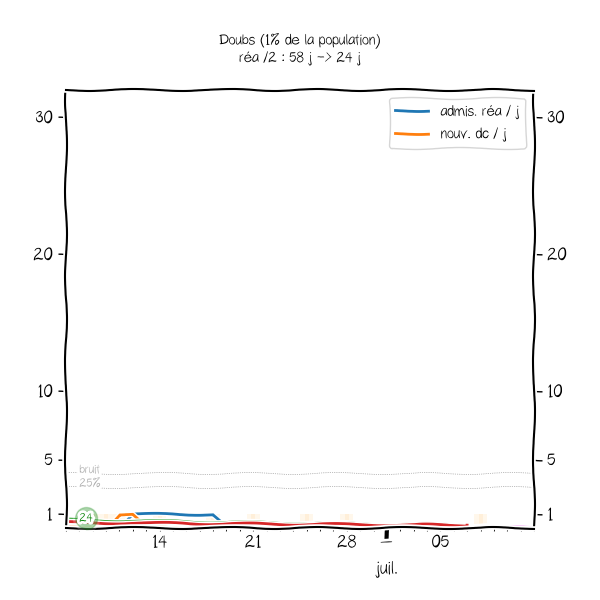 Doubs (1% de la population)
réa /2 : 58 j -> 24 j
admis. réa / j
nouv. dc / j
30
30
20
20
10
10
5
5
bruit
25%
1
24
1
14
21
28
05
juil.